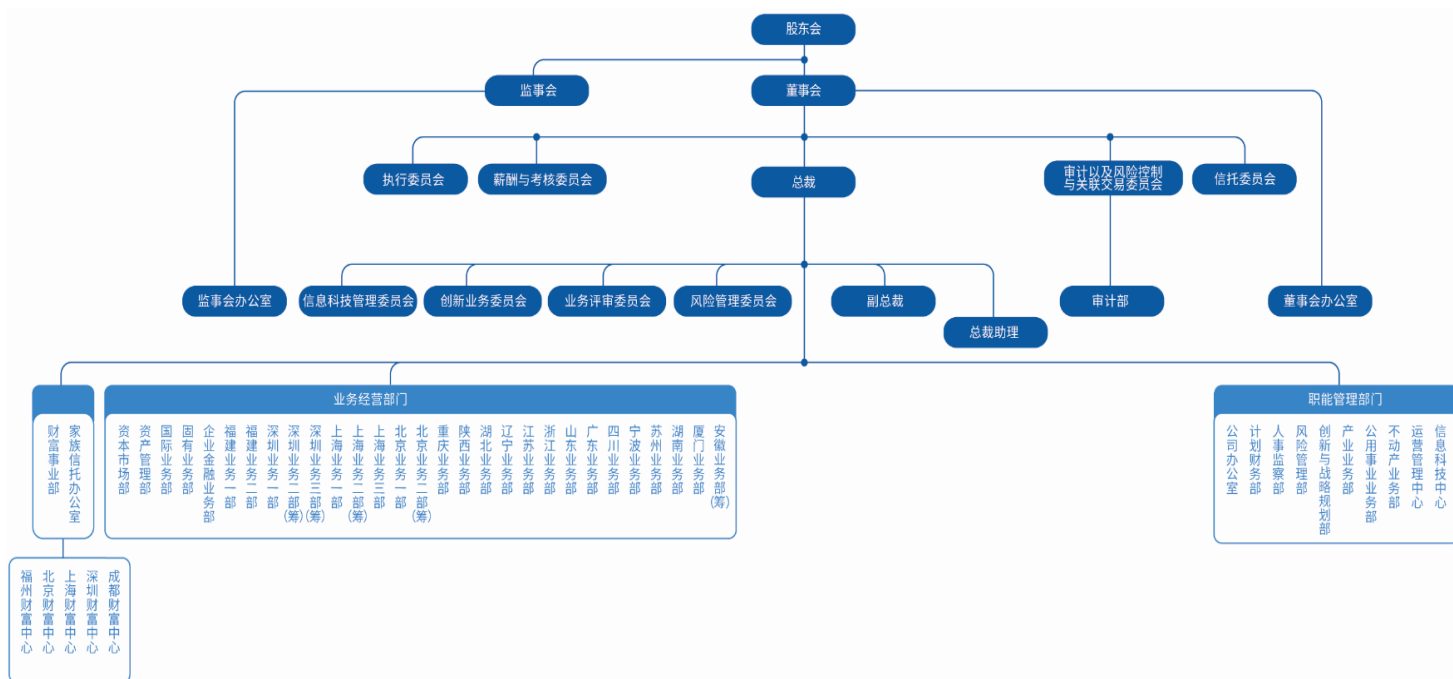 股东会
监事会
董事会
执行委员会
薪酬与考核委员会
总裁
审计以及风险控制
与关联交易委员会
信托委员会
监事会办公室
信息科技管理委员会
创新业务委员会
业务评审委员会
风险管理委员会
副总裁
总裁助理
审计部
董事会办公室
财富事业部
家族信托办公室
业务经营部门
资本市场部
资产管理部
国际业务部
固有业务部
企业金融业务部
福建业务一部
福建业务二部
深圳业务一部
深圳业务二部(筹)
深圳业务三部(筹)
上海业务一部
上海业务二部(筹)
上海业务三部
北京业务一部
北京业务二部(筹)
重庆业务部
陕西业务部
湖北业务部
辽宁业务部
江苏业务部
浙江业务部
山东业务部
广东业务部
四川业务部
宁波业务部
苏州业务部
湖南业务部
厦门业务部
安徽业务部(筹)
职能管理部门
公司办公室
计划财务部
人事监察部
风险管理部
创新与战略规划部
产业业务部
公用事业业务部
不动产业务部
运营管理中心
信息科技中心
福州财富中心
北京财富中心
上海财富中心
深圳财富中心
成都财富中心